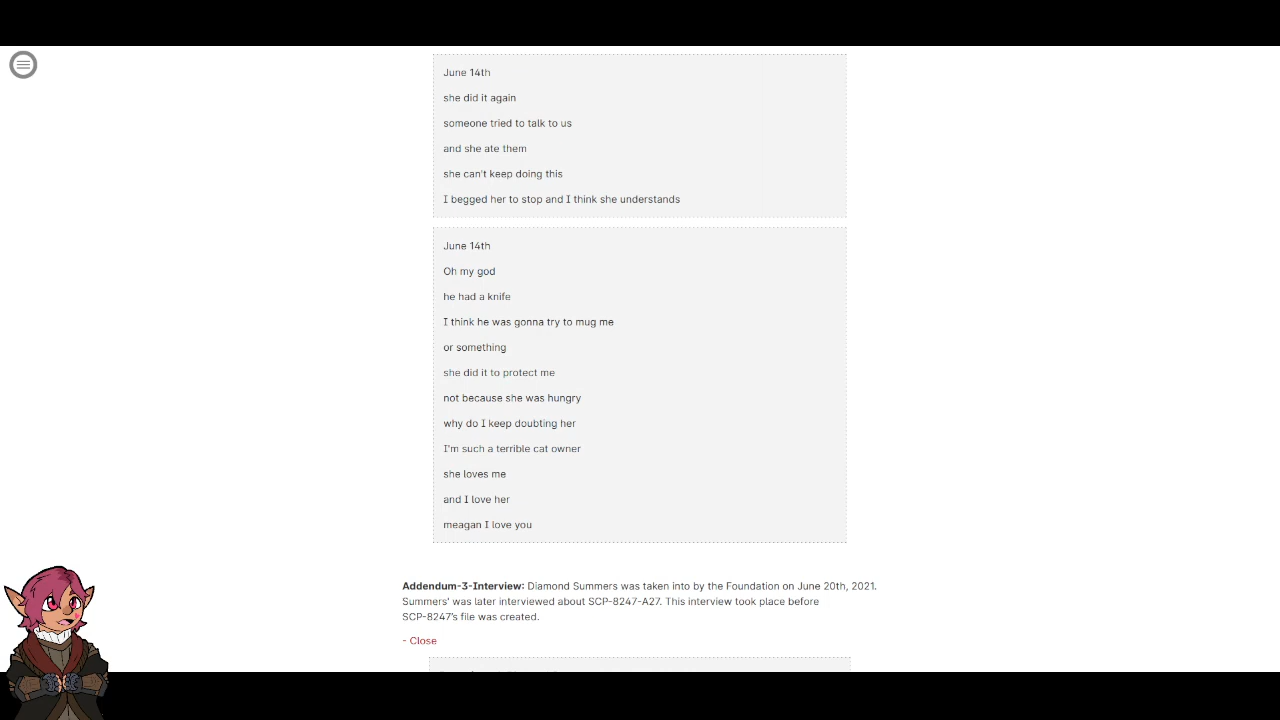 June 14th
she did it again
someone tried to talk to us
and she ate them
she can't keep doing this
I begged her to stop and I think she understands
June 14th
Oh my god
he had a knife
I think he was gonna try to mug me
or something
she did it to protect me
not because she was hungry
why do I keep doubting her
I'm such a terrible cat owner
she loves me
and I love her
meagan I love you
Addendum-3-Interview: Diamond Summers was taken into by the Foundation on June 20th, 2021.
Summers' was later interviewed about SCP-8247-A27. This interview took place before
SCP-8247's file was created.
- Close